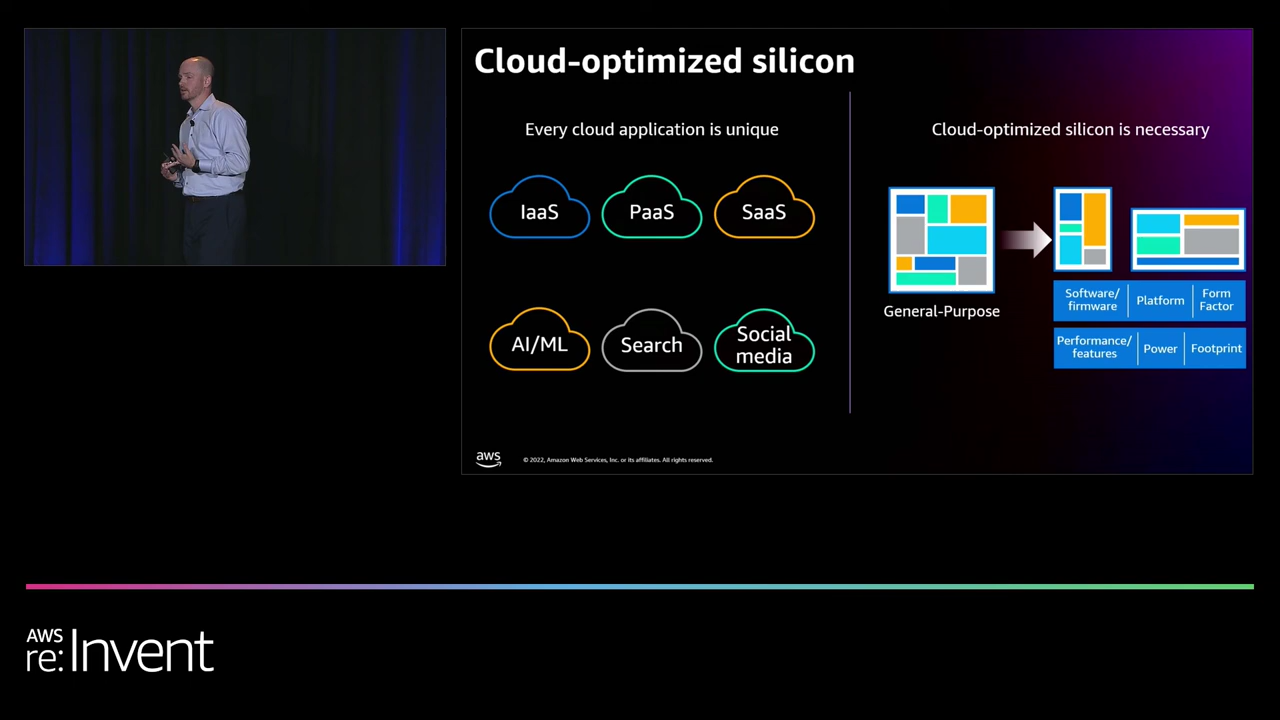 Cloud-optimized silicon
Every cloud application is unique
IaaS
PaaS
SaaS
AI/ML
Search
Social
media
Cloud-optimized silicon is necessary
General-Purpose
Software/
firmware
Platform
Form
Factor
Performance/
features
Power
Footprint
aws
© 2022, Amazon Web Services, Inc. or its affiliates. All rights reserved.
AWS
re:Invent